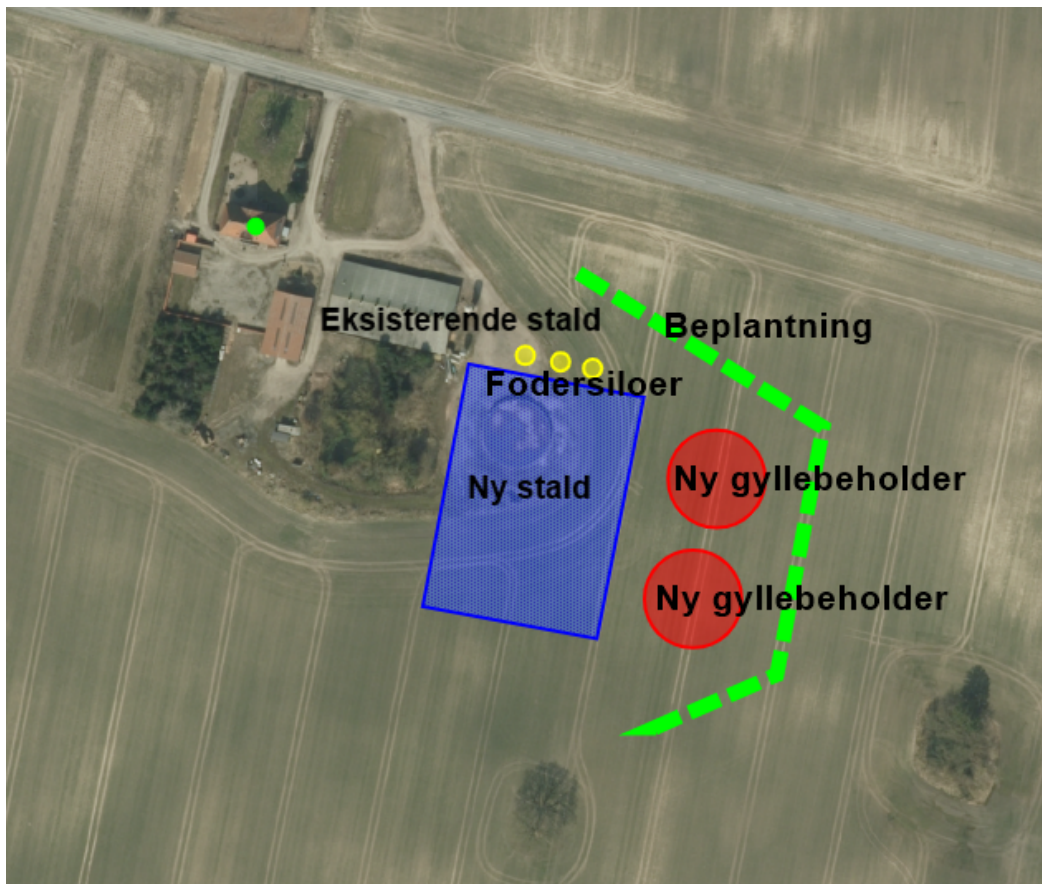 Eksisterende stald
Beplantning
Fodersiloer
Ny stald
Ny gyllebeholder
Ny gyllebeholder